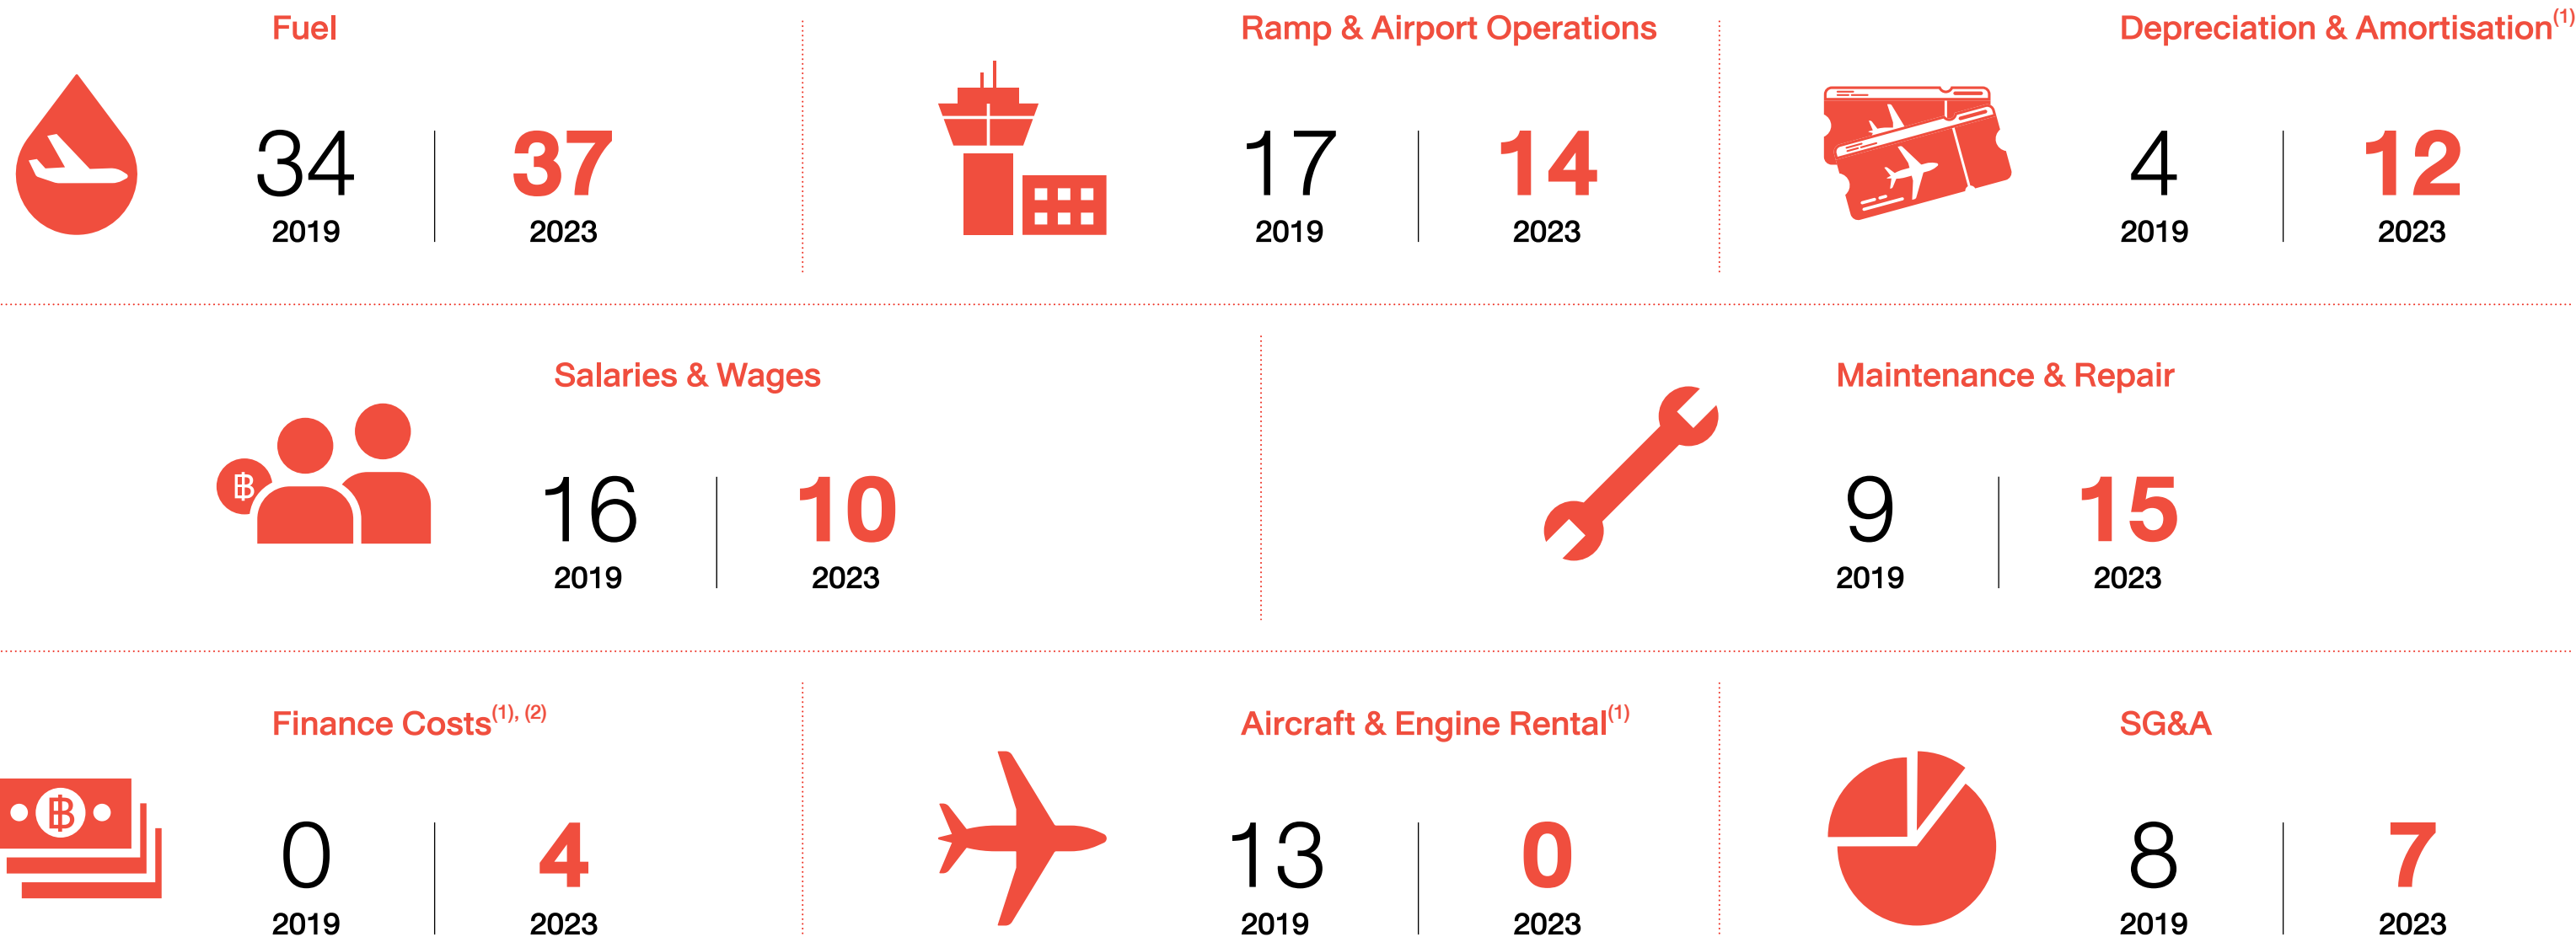 Fuel
34 37
2019 2023
Ramp & Airport Operations
17 14
2019 2023
Depreciation & Amortisation(1)
4 12
2019 2023
Salaries & Wages
฿
16 10
2019 2023
Maintenance & Repair
9 15
2019 2023
Finance Costs(1), (2)
฿
0 4
2019 2023
Aircraft & Engine Rental(1)
13 0
2019 2023
SG&A
8 7
2019 2023